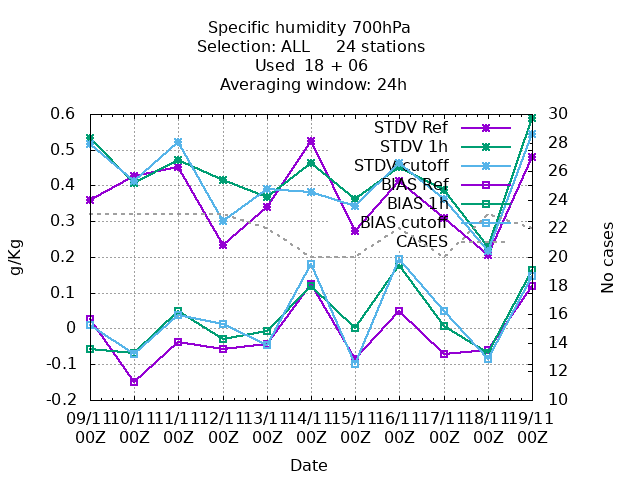 Specific humidity 700hPa
Selection: ALL 24 stations
Used 18 + 06
Averaging window: 24h
0.6
0.5
0.4
0.3
0.2
0.1
0
-0.1
-0.2
g/Kg
30
28
26
24
22
20
18
16
14
12
10
No cases
STDV Ref
STDV 1h
STDV cutoff
BIAS Ref
BIAS 1h
BIAS cutoff
CASES
09/11 10/11 11/11 12/11 13/11 14/11 15/11 16/11 17/11 18/11 19/11
00Z 00Z 00Z 00Z 00Z 00Z 00Z 00Z 00Z 00Z 00Z
Date